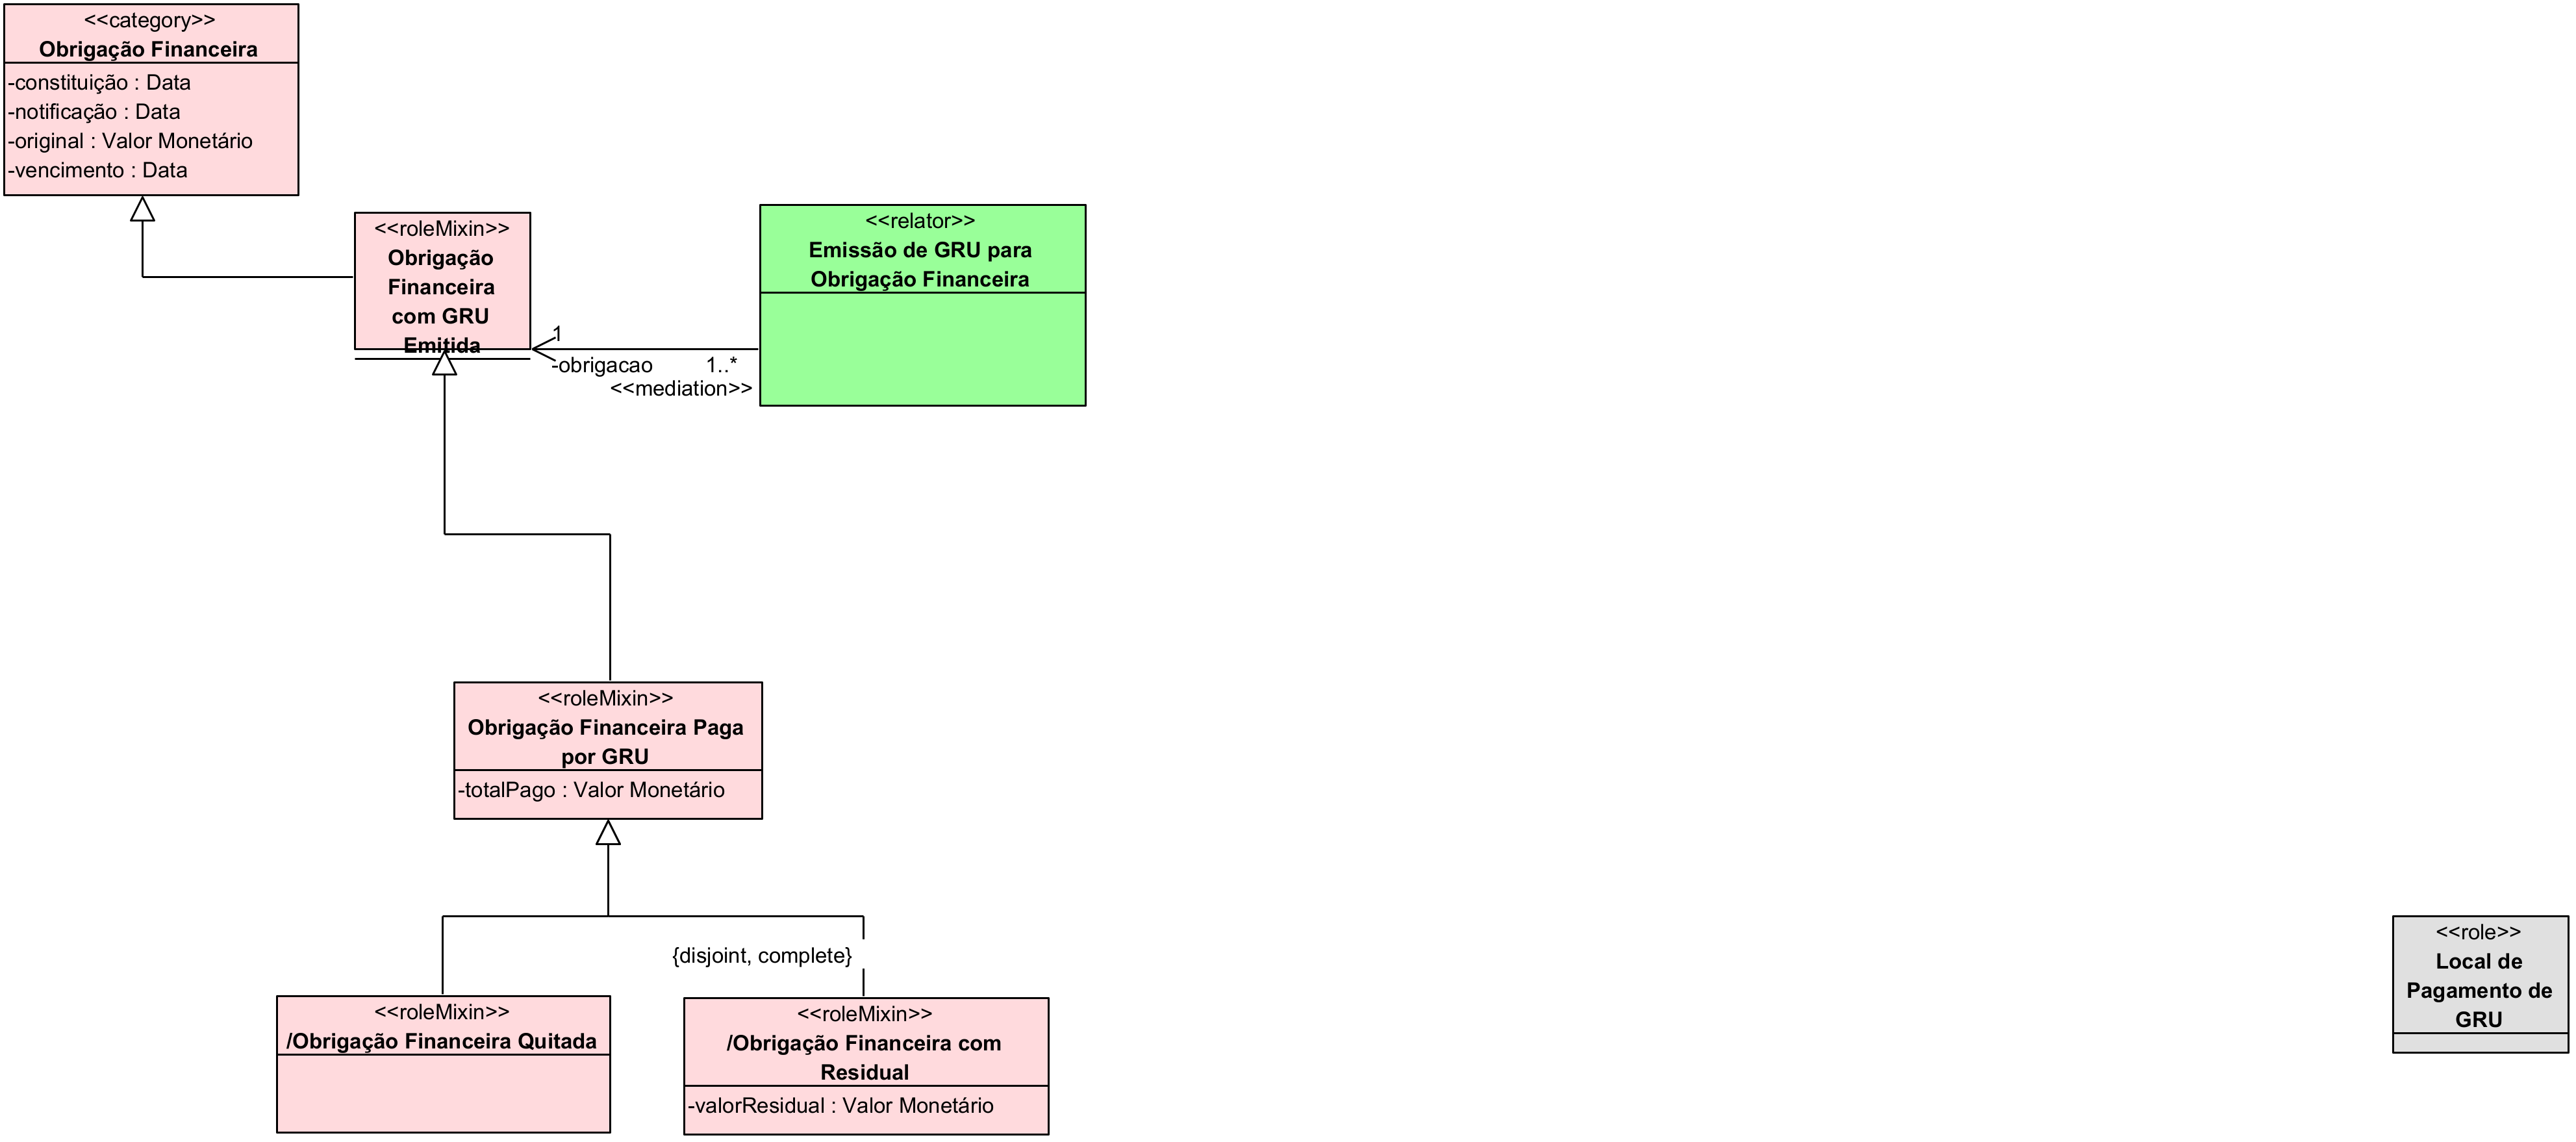 <<category>>
Obrigação Financeira
-constituição : Data
-notificação : Data
-original : Valor Monetário
-vencimento : Data
<<roleMixin>>
Obrigação
Financeira
com GRU
Emitida
<<relator>>
Emissão de GRU para
Obrigação Financeira
1
-obrigacao
1..*
<<mediation>>
<<roleMixin>>
Obrigação Financeira Paga
por GRU
-totalPago : Valor Monetário
{disjoint, complete}
<<roleMixin>>
/Obrigação Financeira Quitada
<<roleMixin>>
/Obrigação Financeira com
Residual
-valorResidual : Valor Monetário
<<role>>
Local de
Pagamento de
GRU